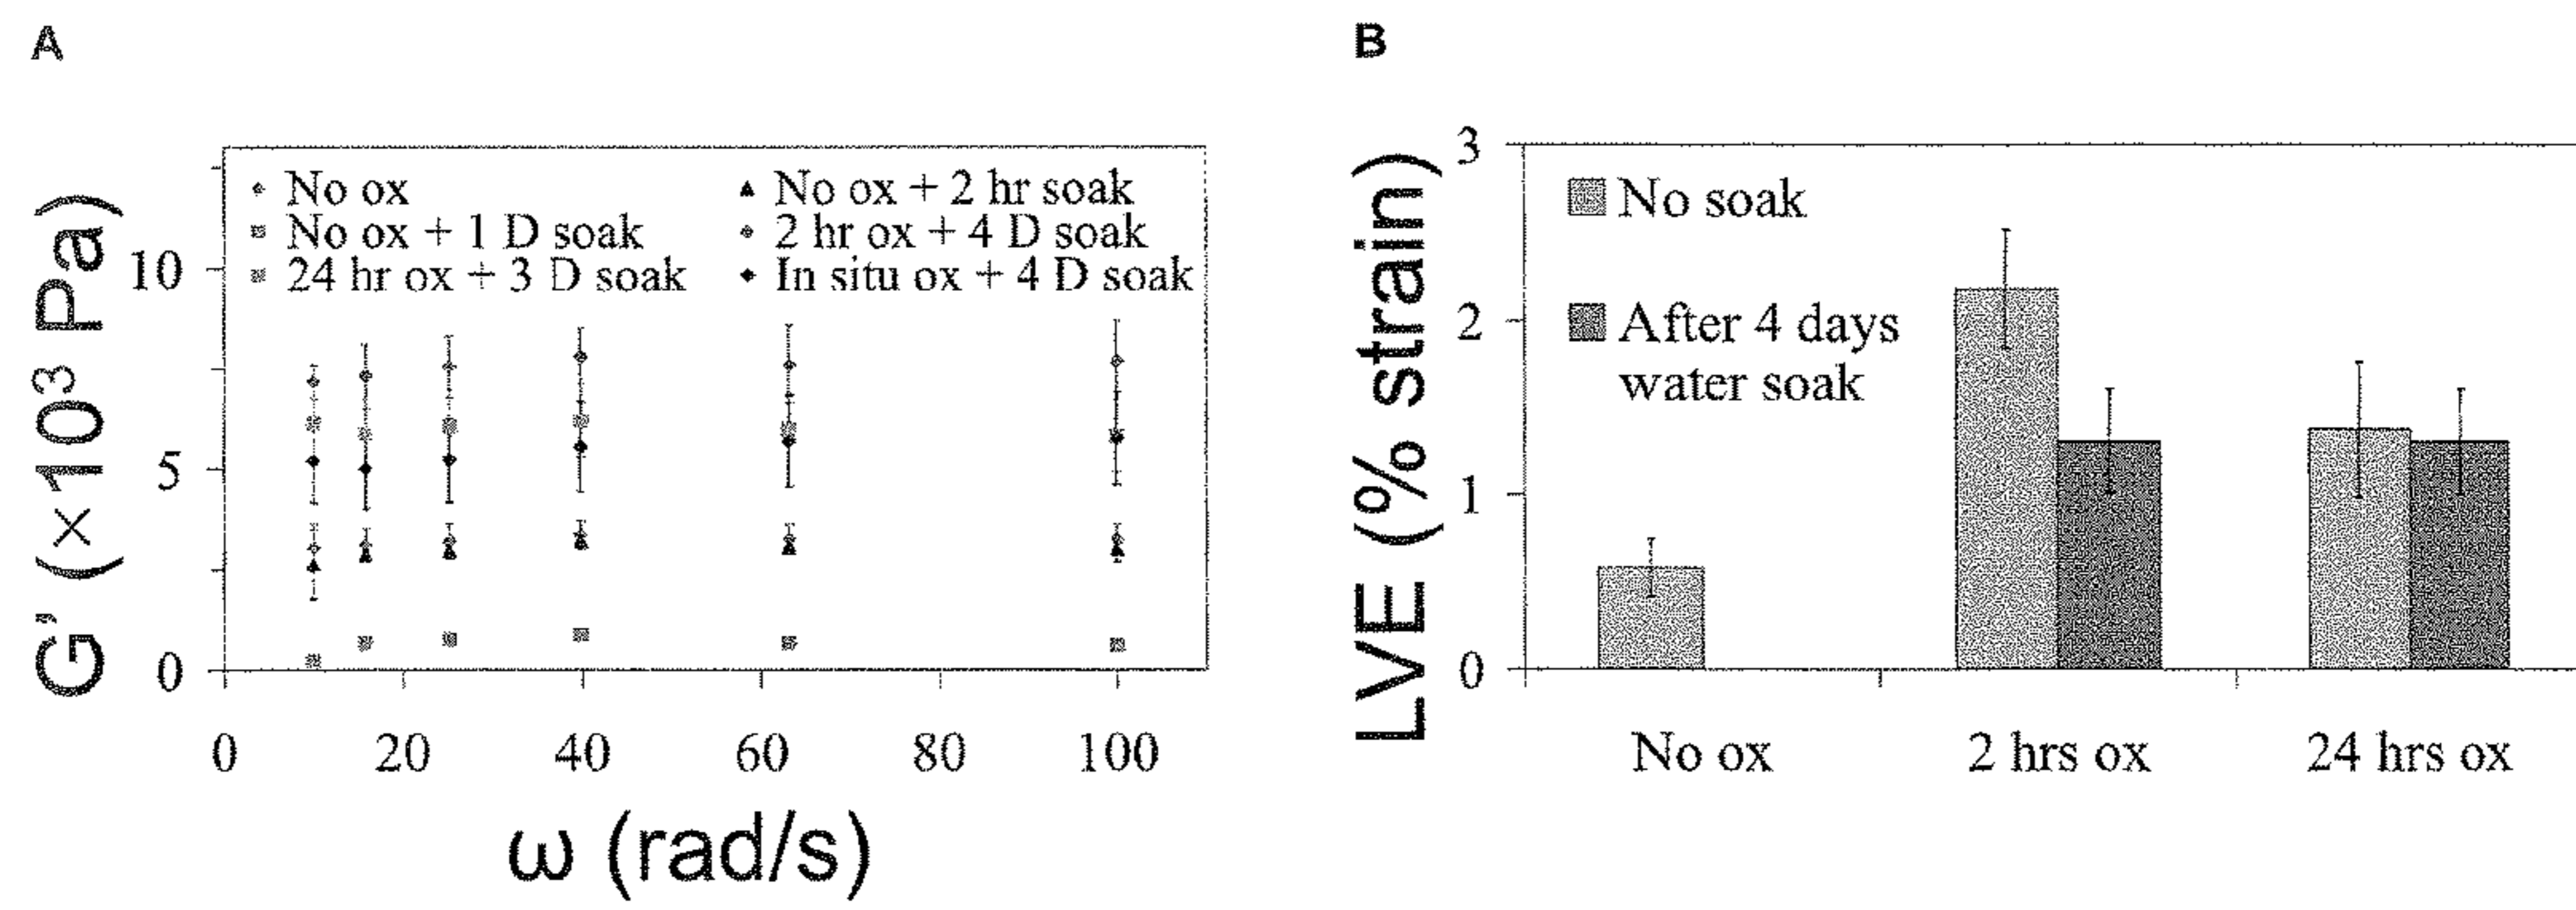 A
G' (×10³ Pa)
10
5
0
No ox
No ox + 1 D soak
24 hr ox + 3 D soak
No ox + 2 hr soak
2 hr ox + 4 D soak
In situ ox + 4 D soak
0 20 40 60 80 100
ω (rad/s)
B
LVE (% strain)
3
2
1
0
No soak
After 4 days
water soak
No ox 2 hrs ox 24 hrs ox